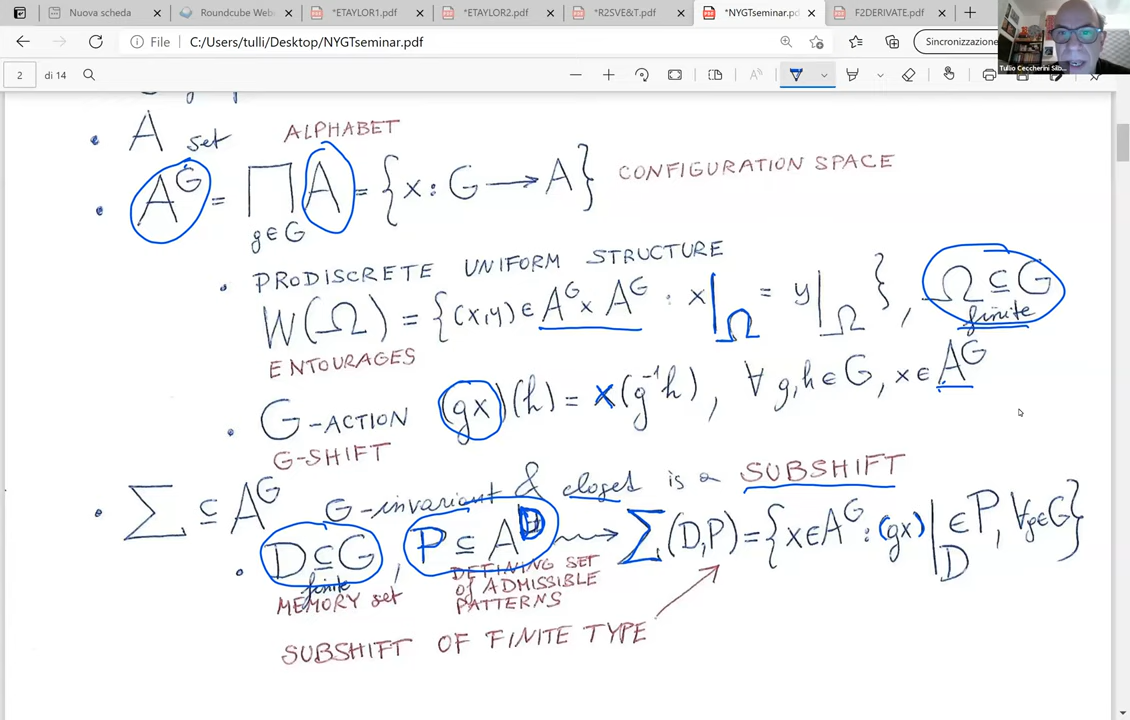 Nuova scheda
Roundcube Web
*ETAYLOR1.pdf
*ETAYLOR2.pdf
*R2SVE&T.pdf
*NYGTseminar.pd
F2DERIVATE.pdf
File C:/Users/tulli/Desktop/NYGTseminar.pdf
Sincronizzazione
2 di 14
Tullio Ceccherini Sil
• A set ALPHABET
• A^G = ∏_{g∈G} A = {x : G → A} CONFIGURATION SPACE
• PRODISCRETE UNIFORM STRUCTURE
W(Ω) = {(x,y) ∈ A^G × A^G : x|_Ω = y|_Ω }, Ω ⊆ G
finite
ENTOURAGES
• G-ACTION (gx)(h) = x(g^{-1}h), ∀ g,h ∈ G, x ∈ A^G
G-SHIFT
• Σ ⊆ A^G G-invariant & closed is a SUBSHIFT
• D ⊆ G, P ⊆ A^D ⇝ Σ(D,P) = {x ∈ A^G : (gx)|_D ∈ P, ∀g∈G}
finite
MEMORY set
DEFINING SET
OF ADMISSIBLE
PATTERNS
SUBSHIFT OF FINITE TYPE